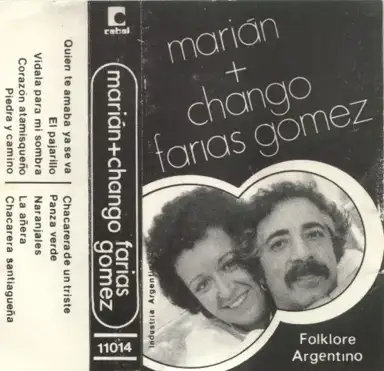 Quien te amaba ya se va
El pajarillo
Vidala para mi sombra
Corazón atamisqueño
Piedra y camino
Chacarera de un triste
Panza verde
Naranjales
La añera
Chacarera santiagueña
cabal
marián+chango farias
gomez
11014
Industria Argentina
marián
+
chango
farias gomez
Folklore
Argentino